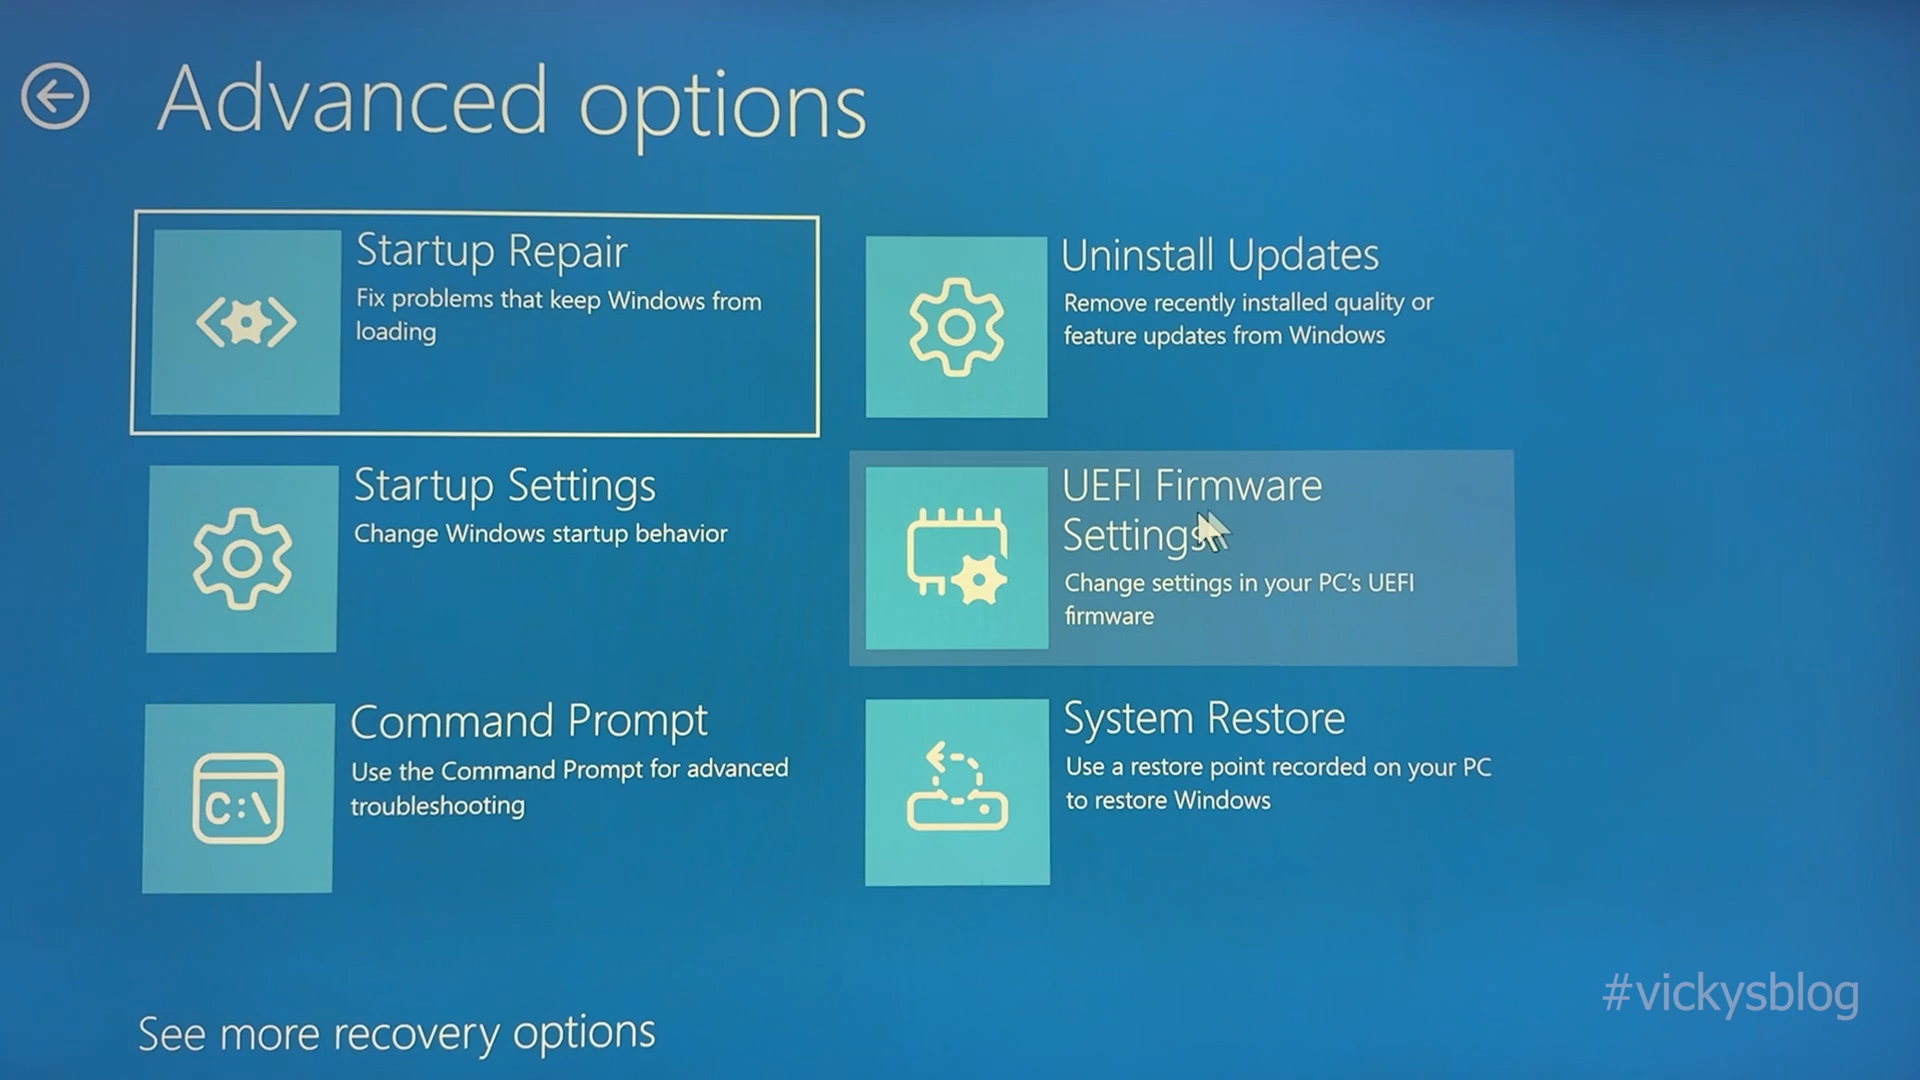 Advanced options
Startup Repair
Fix problems that keep Windows from
loading
Uninstall Updates
Remove recently installed quality or
feature updates from Windows
Startup Settings
Change Windows startup behavior
UEFI Firmware
Settings
Change settings in your PC's UEFI
firmware
C:\
Command Prompt
Use the Command Prompt for advanced
troubleshooting
System Restore
Use a restore point recorded on your PC
to restore Windows
See more recovery options
#vickysblog